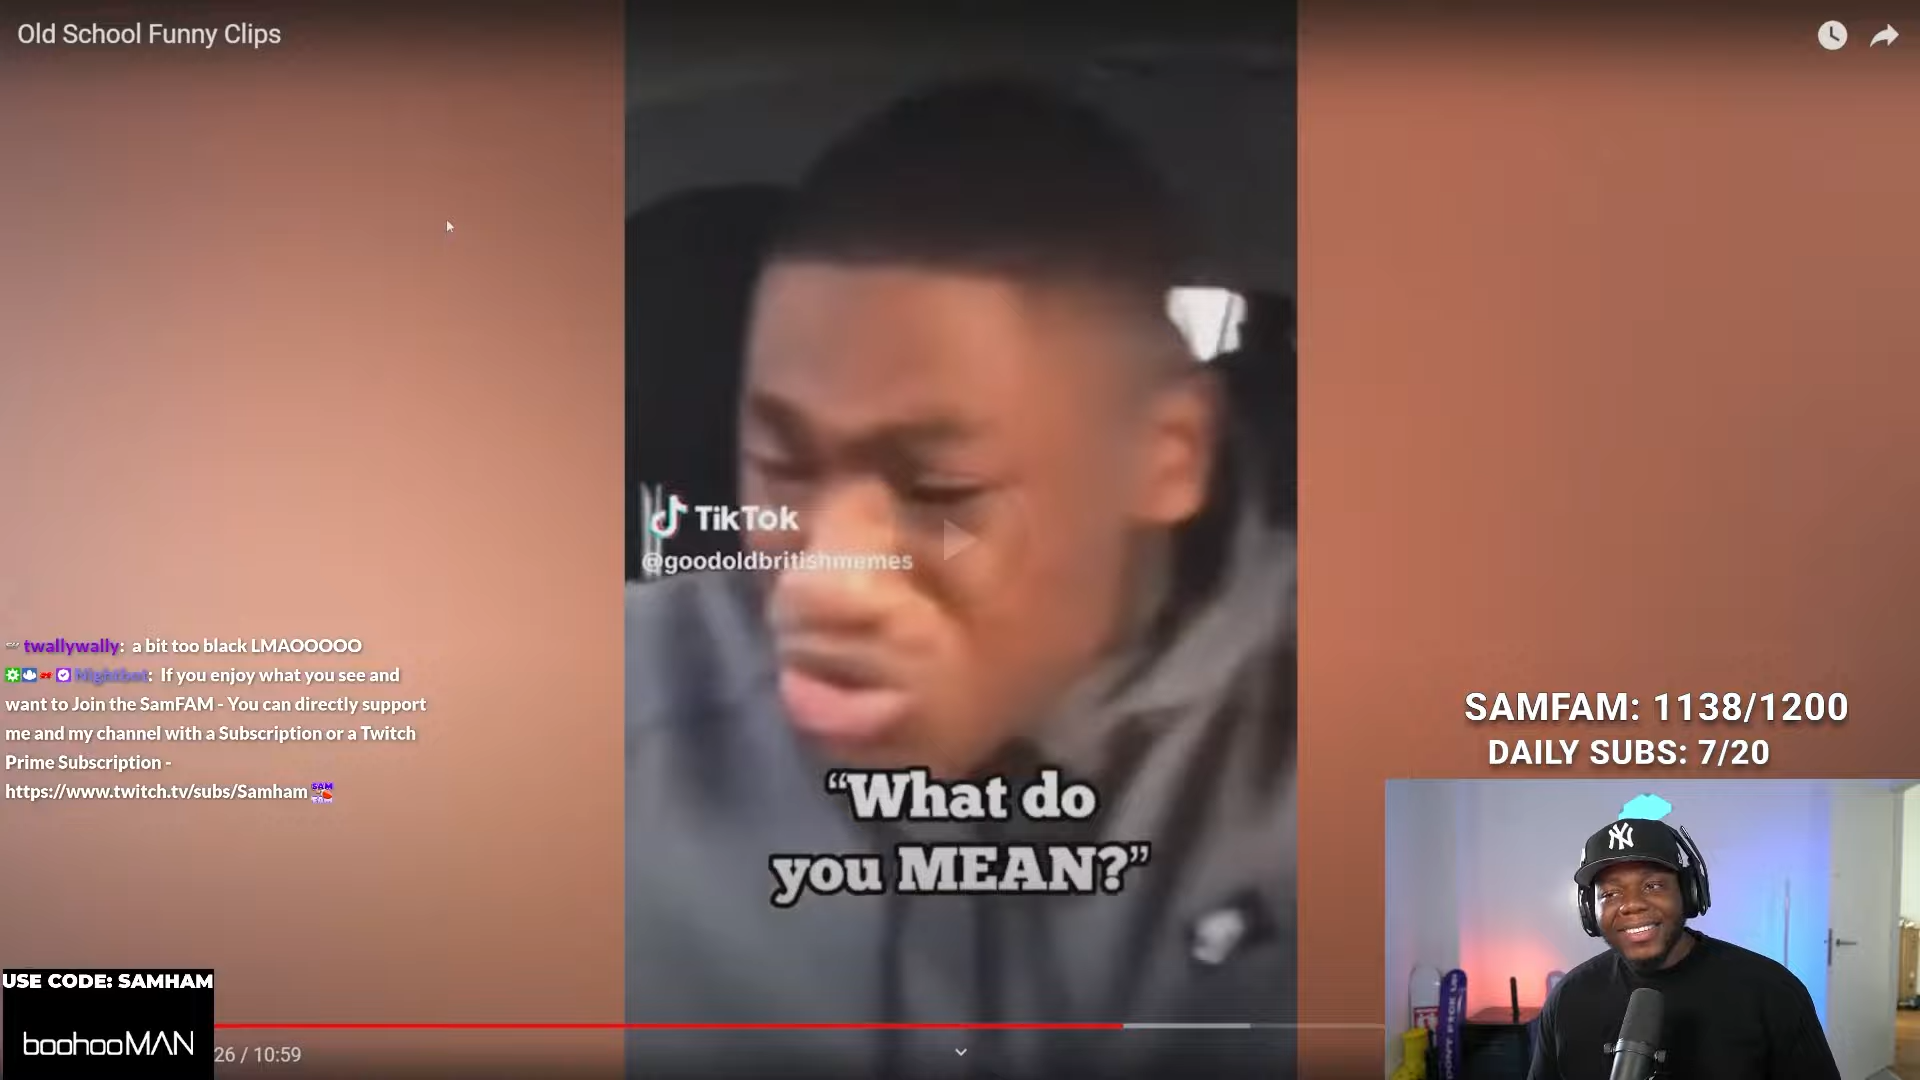 Old School Funny Clips
TikTok
@goodoldbritishmemes
twallywally: a bit too black LMAOOOOO
Nightbot: If you enjoy what you see and
want to Join the SamFAM - You can directly support
me and my channel with a Subscription or a Twitch
Prime Subscription -
https://www.twitch.tv/subs/Samham
SAMFAM: 1138/1200
DAILY SUBS: 7/20
“What do
you MEAN?”
NY
USE CODE: SAMHAM
boohooMAN
26 / 10:59